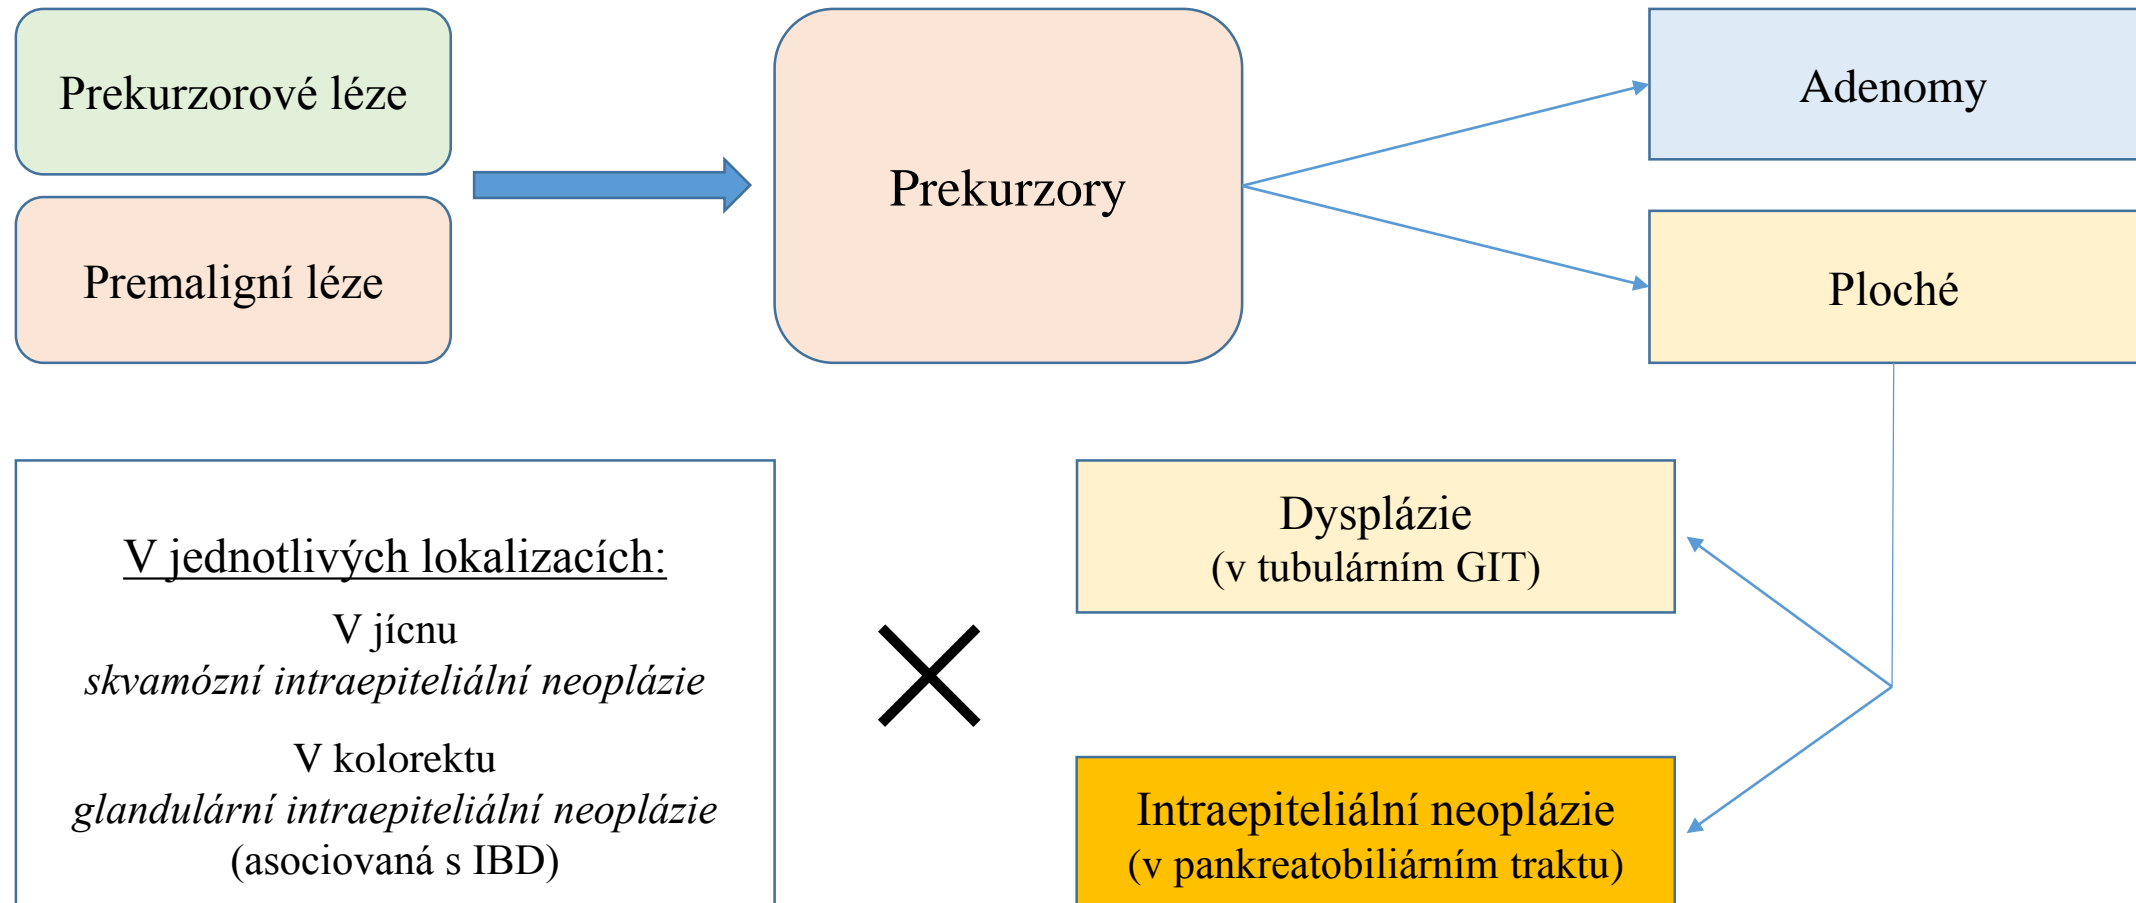 Prekurzorové léze
Premaligní léze
Prekurzory
Adenomy
Ploché
V jednotlivých lokalizacích:
V jícnu
skvamózní intraepiteliální neoplázie
V kolorektu
glandulární intraepiteliální neoplázie
(asociovaná s IBD)
Dysplázie
(v tubulárním GIT)
Intraepiteliální neoplázie
(v pankreatobiliárním traktu)